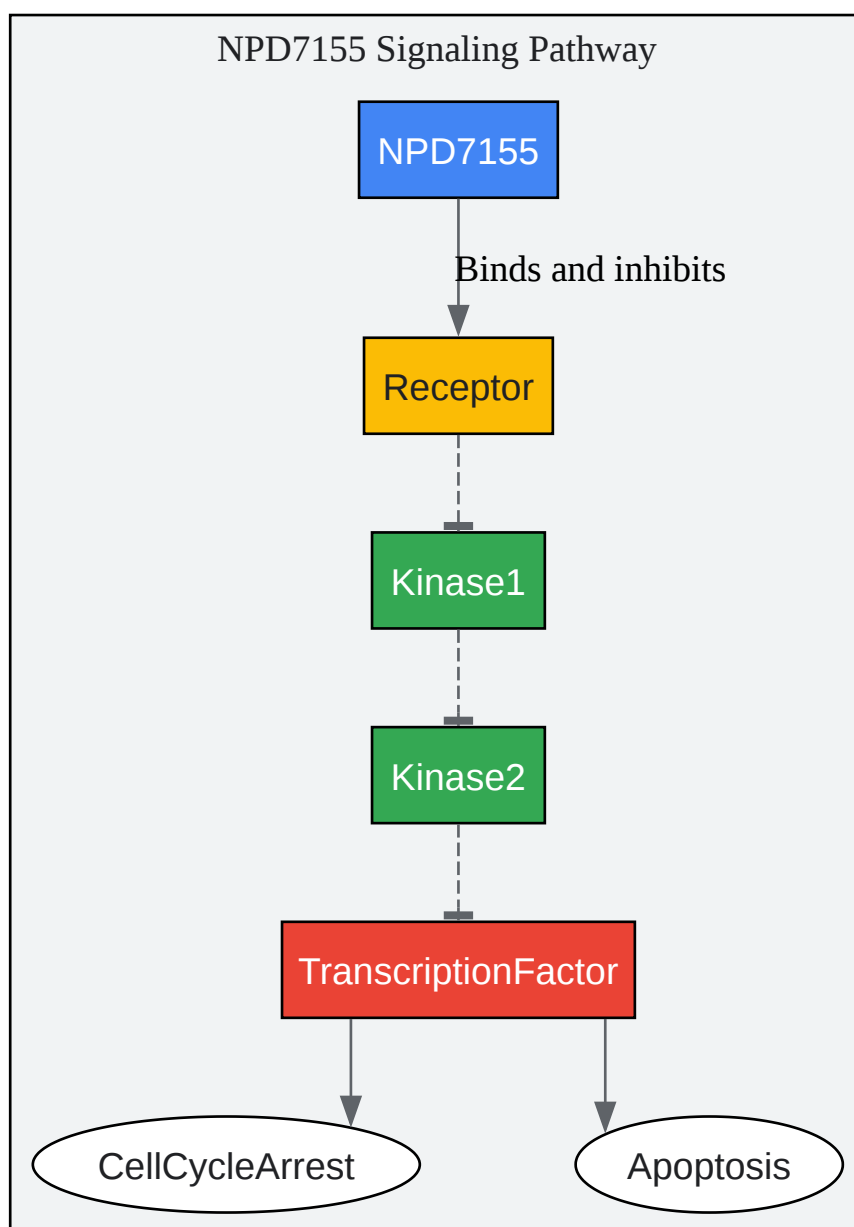 NPD7155 Signaling Pathway
NPD7155
Binds and inhibits
Receptor
Kinase1
Kinase2
TranscriptionFactor
CellCycleArrest
Apoptosis